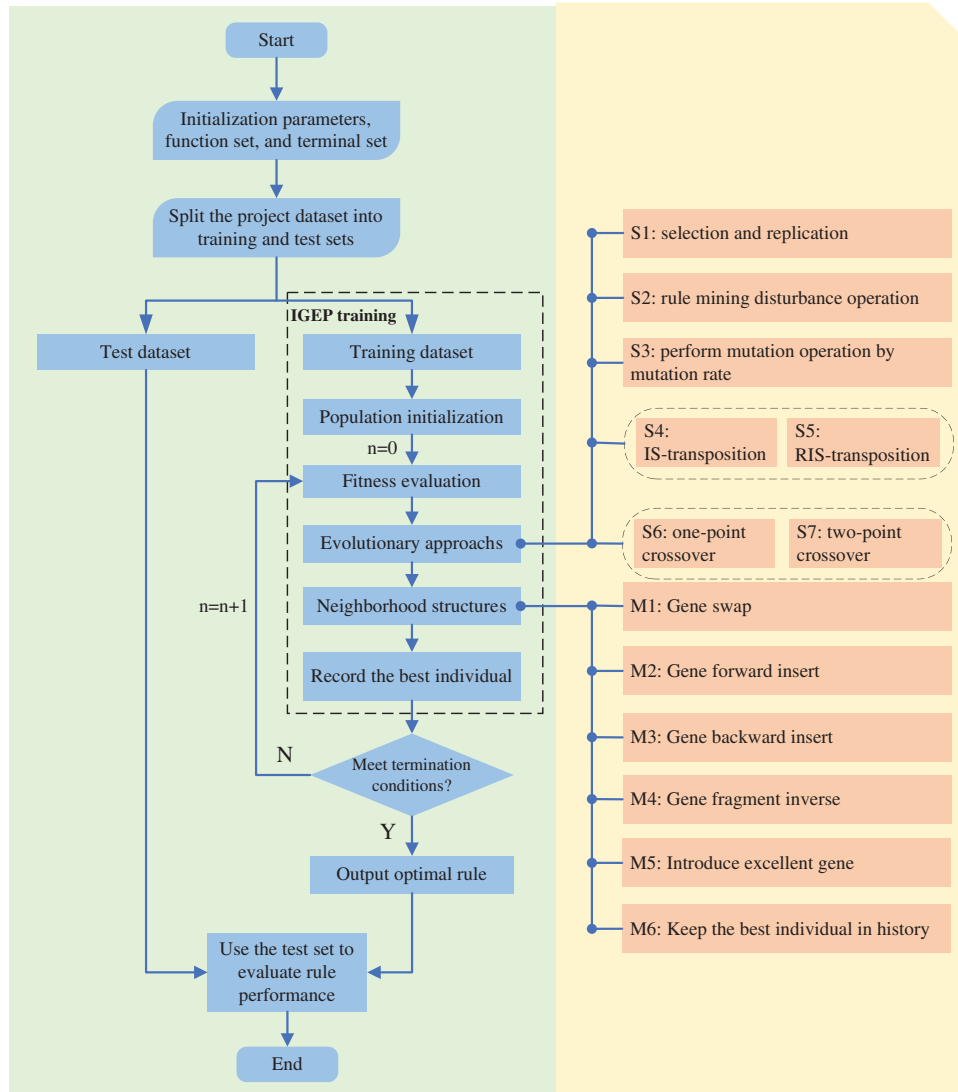 Start
Initialization parameters,
function set, and terminal set
Split the project dataset into
training and test sets
IGEP training
Test dataset
Training dataset
Population initialization
n=0
Fitness evaluation
Evolutionary approachs
n=n+1
Neighborhood structures
Record the best individual
N
Meet termination
conditions?
Y
Output optimal rule
Use the test set to
evaluate rule
performance
End
S1: selection and replication
S2: rule mining disturbance operation
S3: perform mutation operation by
mutation rate
S4:
IS-transposition
S5:
RIS-transposition
S6: one-point
crossover
S7: two-point
crossover
M1: Gene swap
M2: Gene forward insert
M3: Gene backward insert
M4: Gene fragment inverse
M5: Introduce excellent gene
M6: Keep the best individual in history